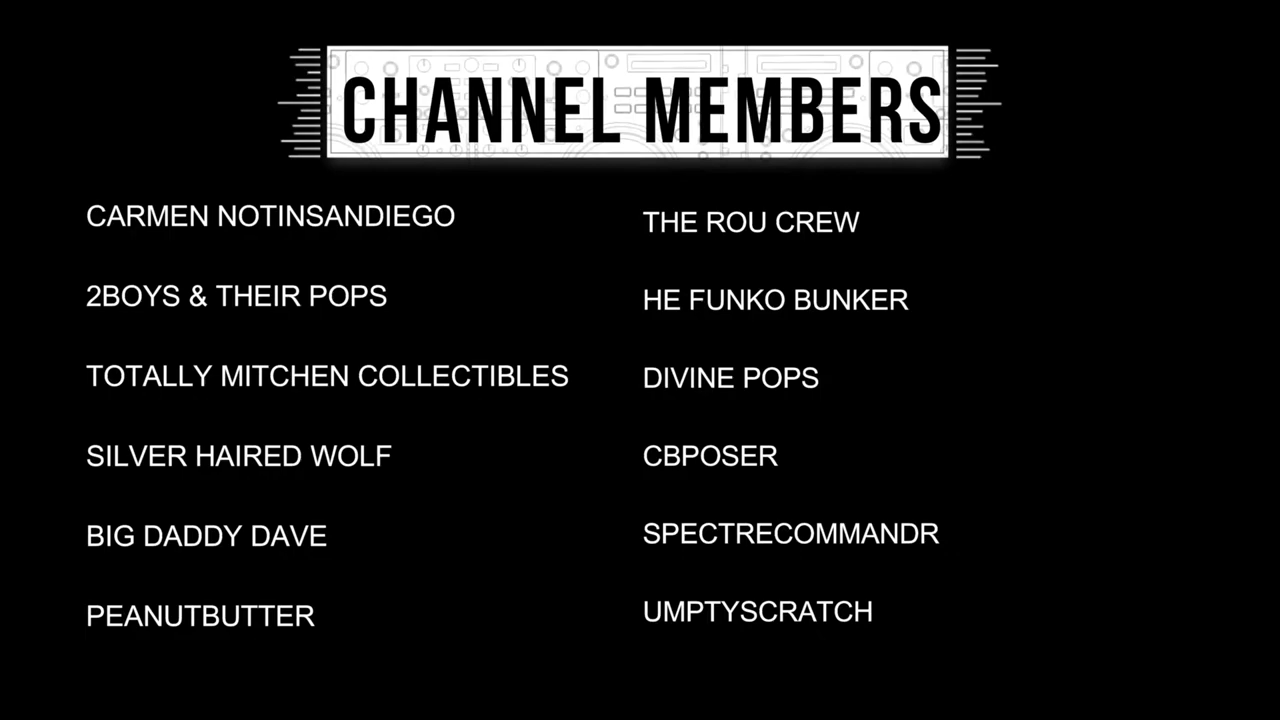 CHANNEL MEMBERS
CARMEN NOTINSANDIEGO
2BOYS & THEIR POPS
TOTALLY MITCHEN COLLECTIBLES
SILVER HAIRED WOLF
BIG DADDY DAVE
PEANUTBUTTER
THE ROU CREW
HE FUNKO BUNKER
DIVINE POPS
CBPOSER
SPECTRECOMMANDR
UMPTYSCRATCH